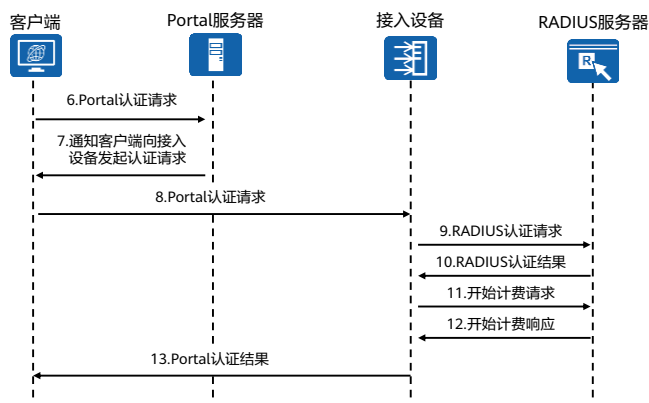 客户端
Portal服务器
接入设备
RADIUS服务器
R
6.Portal认证请求
7.通知客户端向接入
设备发起认证请求
8.Portal认证请求
9.RADIUS认证请求
10.RADIUS认证结果
11.开始计费请求
12.开始计费响应
13.Portal认证结果